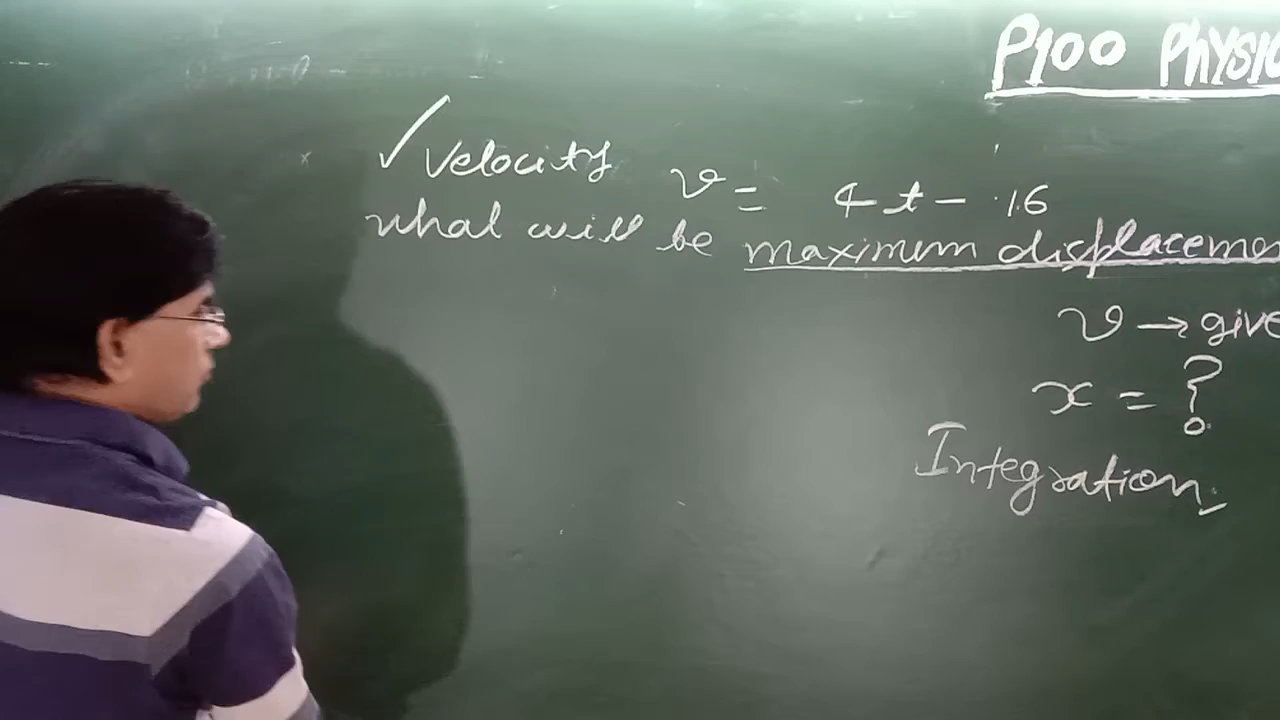 P100 Physic
✓ Velocity v = 4t - 16
what will be maximum displacemen
v → give
x = ?
Integration